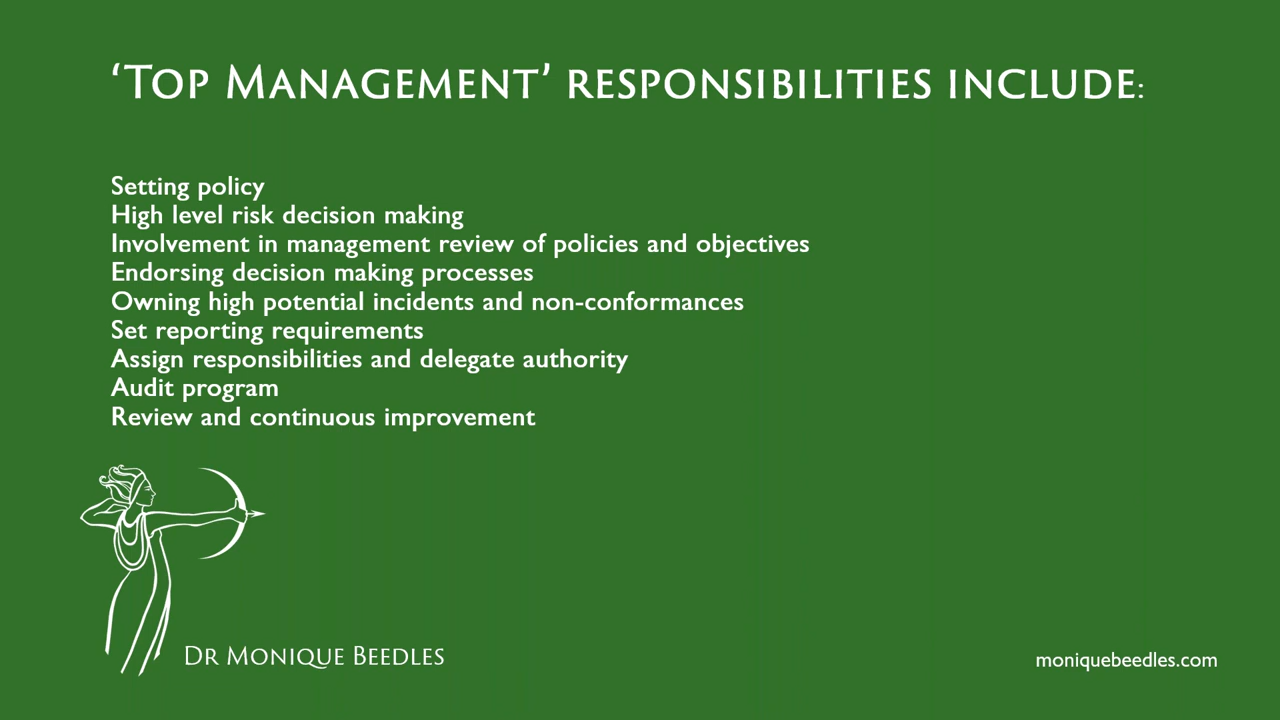 ‘Top Management’ responsibilities include:
Setting policy
High level risk decision making
Involvement in management review of policies and objectives
Endorsing decision making processes
Owning high potential incidents and non-conformances
Set reporting requirements
Assign responsibilities and delegate authority
Audit program
Review and continuous improvement
Dr Monique Beedles
moniquebeedles.com